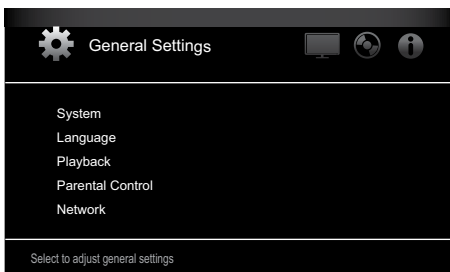 General Settings
System
Language
Playback
Parental Control
Network
Select to adjust general settings